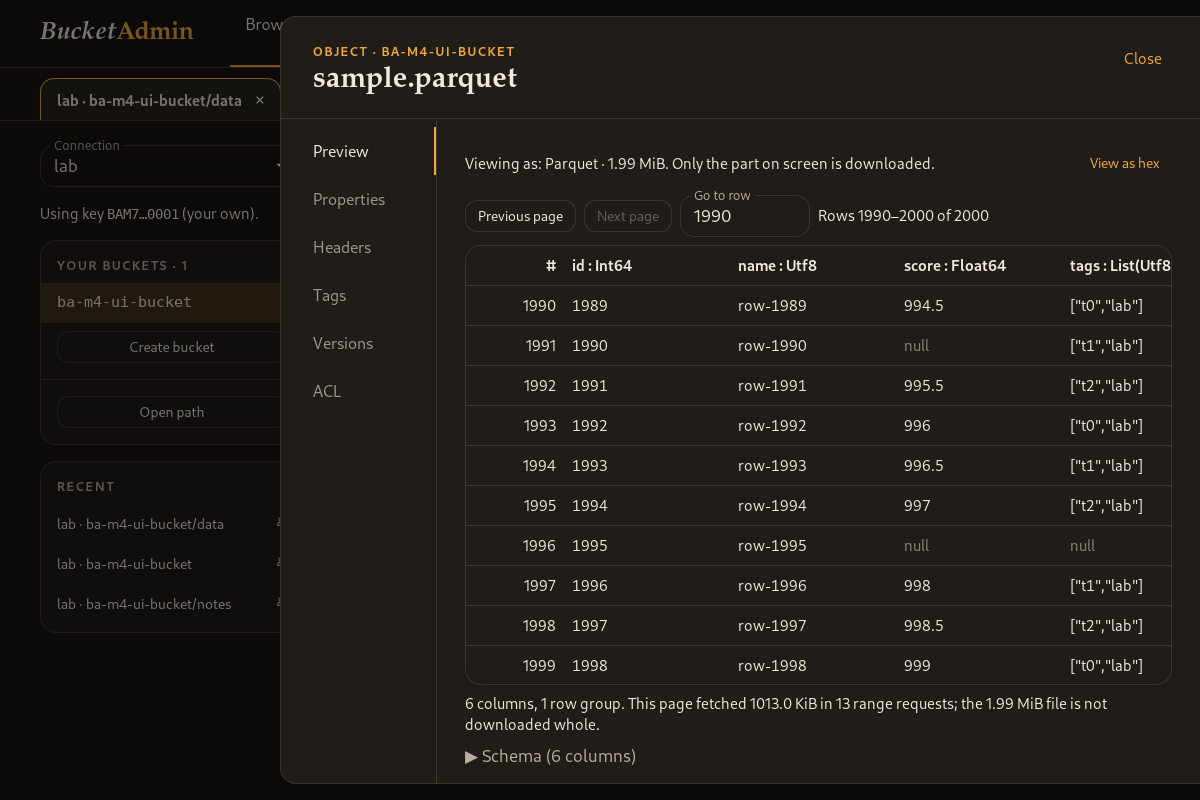 BucketAdmin
Brow
lab · ba-m4-ui-bucket/data ×
Connection
lab
Using key BAM7…0001 (your own).
YOUR BUCKETS · 1
ba-m4-ui-bucket
Create bucket
Open path
RECENT
lab · ba-m4-ui-bucket/data
lab · ba-m4-ui-bucket
lab · ba-m4-ui-bucket/notes
OBJECT · BA-M4-UI-BUCKET
sample.parquet
Close
Preview
Properties
Headers
Tags
Versions
ACL
Viewing as: Parquet · 1.99 MiB. Only the part on screen is downloaded.
View as hex
Previous page Next page Go to row 1990 Rows 1990–2000 of 2000
# id : Int64 name : Utf8 score : Float64 tags : List(Utf8
1990 1989 row-1989 994.5 ["t0","lab"]
1991 1990 row-1990 null ["t1","lab"]
1992 1991 row-1991 995.5 ["t2","lab"]
1993 1992 row-1992 996 ["t0","lab"]
1994 1993 row-1993 996.5 ["t1","lab"]
1995 1994 row-1994 997 ["t2","lab"]
1996 1995 row-1995 null null
1997 1996 row-1996 998 ["t1","lab"]
1998 1997 row-1997 998.5 ["t2","lab"]
1999 1998 row-1998 999 ["t0","lab"]
6 columns, 1 row group. This page fetched 1013.0 KiB in 13 range requests; the 1.99 MiB file is not
downloaded whole.
▶ Schema (6 columns)